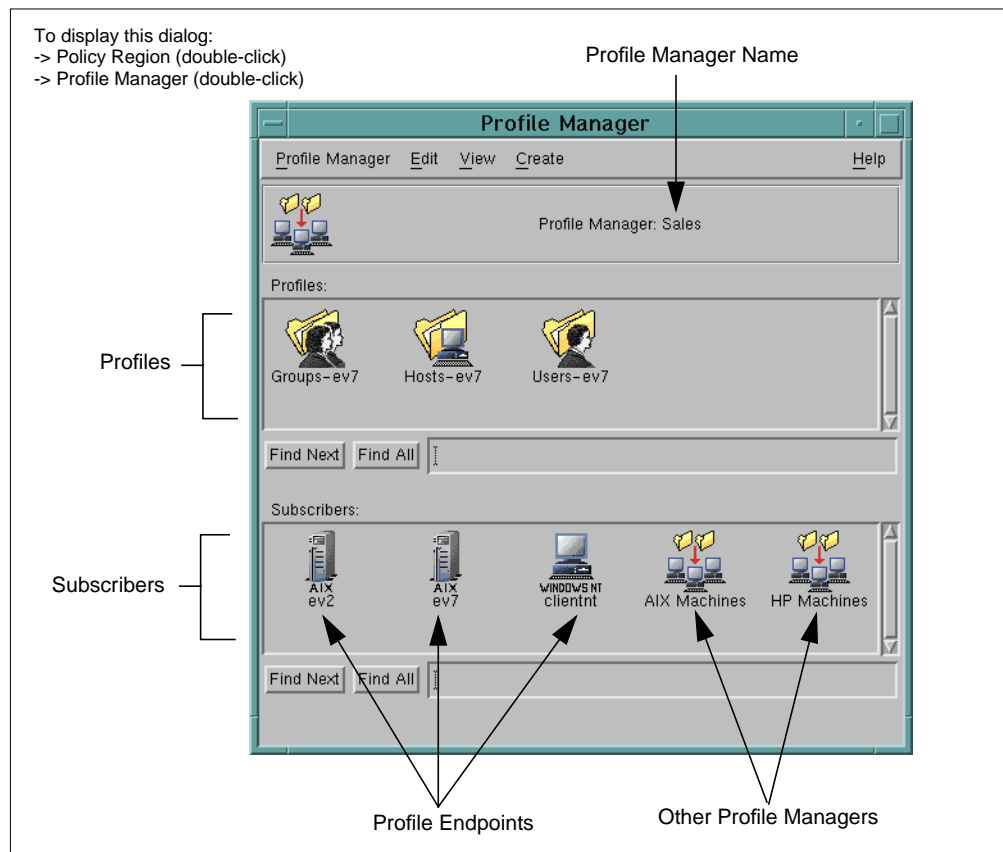 To display this dialog:
-> Policy Region (double-click)
-> Profile Manager (double-click)
Profile Manager Name
Profile Manager
Profile Manager Edit View Create Help
Profile Manager: Sales
Profiles:
Profiles
Groups-ev7 Hosts-ev7 Users-ev7
Find Next Find All
Subscribers:
Subscribers
AIX AIX WINDOWS NT
ev2 ev7 clientnt AIX Machines HP Machines
Find Next Find All
Profile Endpoints
Other Profile Managers